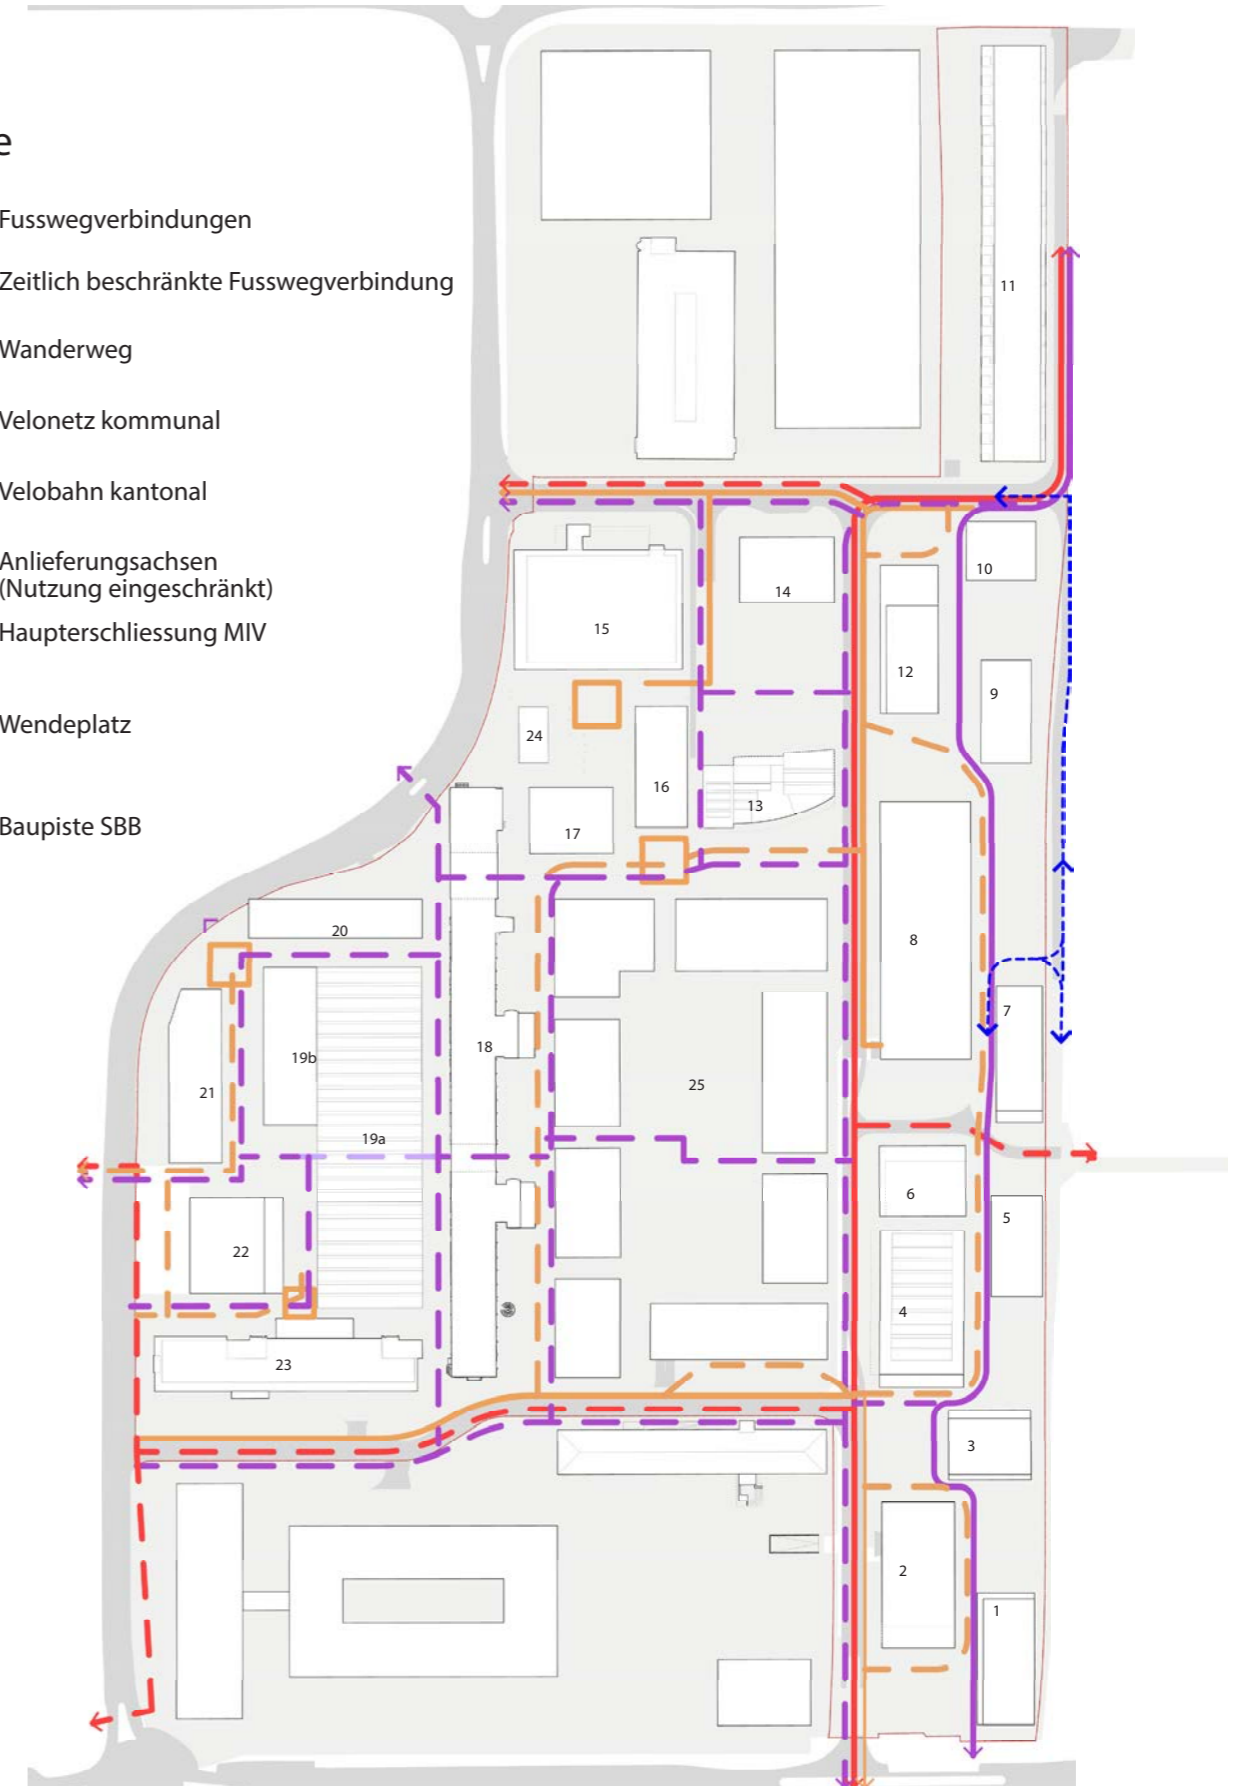 e
Fusswegverbindungen
Zeitlich beschränkte Fusswegverbindung
Wanderweg
Velonetz kommunal
Velobahn kantonal
Anlieferungsachsen
(Nutzung eingeschränkt)
Haupterschliessung MIV
Wendeplatz
Baupiste SBB
11
10
14
15
12
9
24
16
13
17
8
20
7
18
19b
25
21
19a
6
5
22
4
23
3
2
1